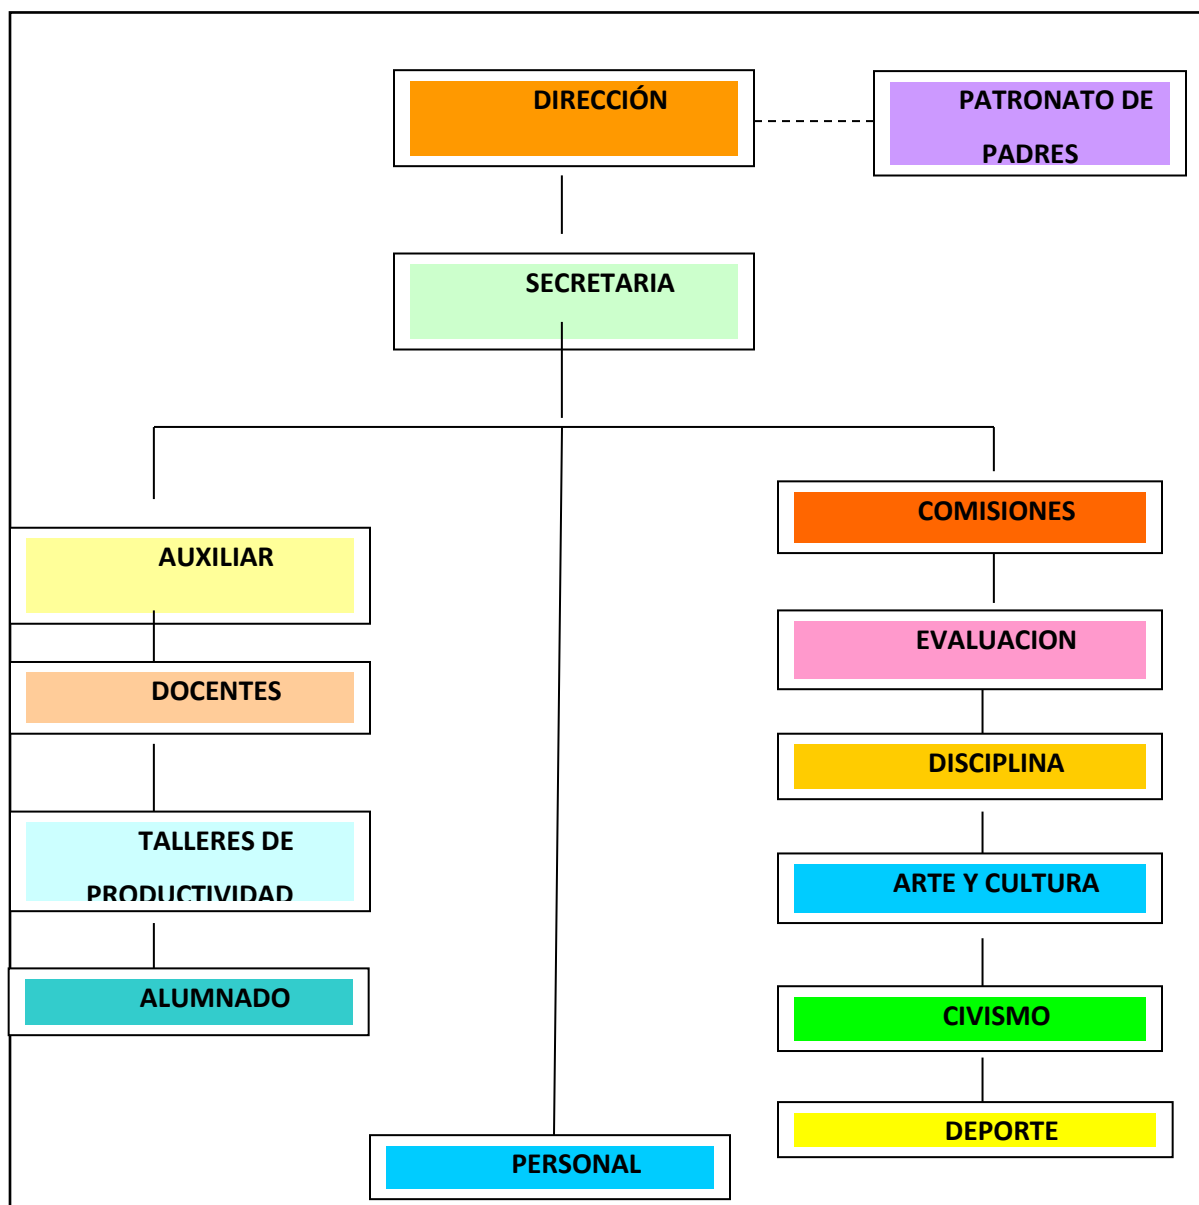 DIRECCIÓN
PATRONATO DE
PADRES
SECRETARIA
COMISIONES
AUXILIAR
EVALUACION
DOCENTES
DISCIPLINA
TALLERES DE
PRODUCTIVIDAD
ARTE Y CULTURA
ALUMNADO
CIVISMO
DEPORTE
PERSONAL